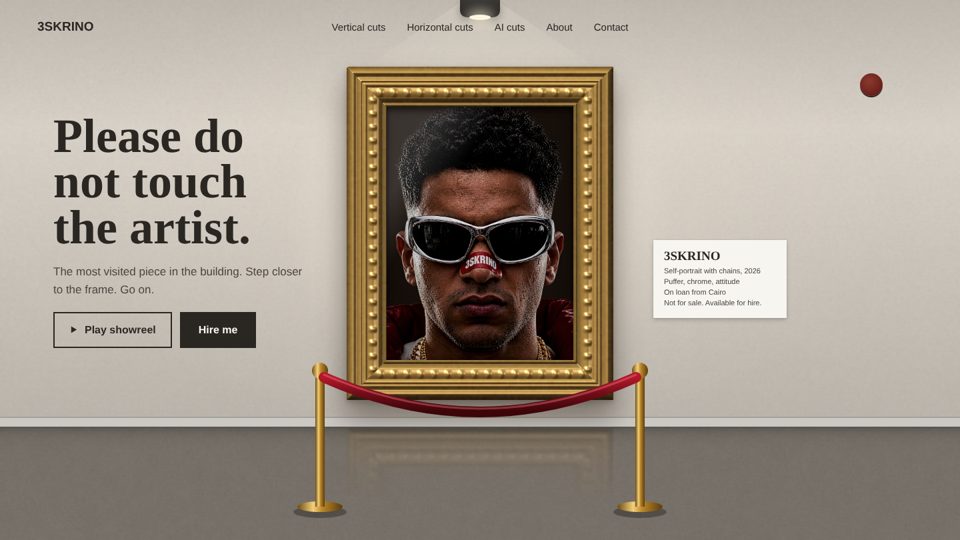 3SKRINO
Vertical cuts
Horizontal cuts
AI cuts
About
Contact
Please do
not touch
the artist.
The most visited piece in the building. Step closer
to the frame. Go on.
Play showreel
Hire me
3SKRINO
3SKRINO
Self-portrait with chains, 2026
Puffer, chrome, attitude
On loan from Cairo
Not for sale. Available for hire.